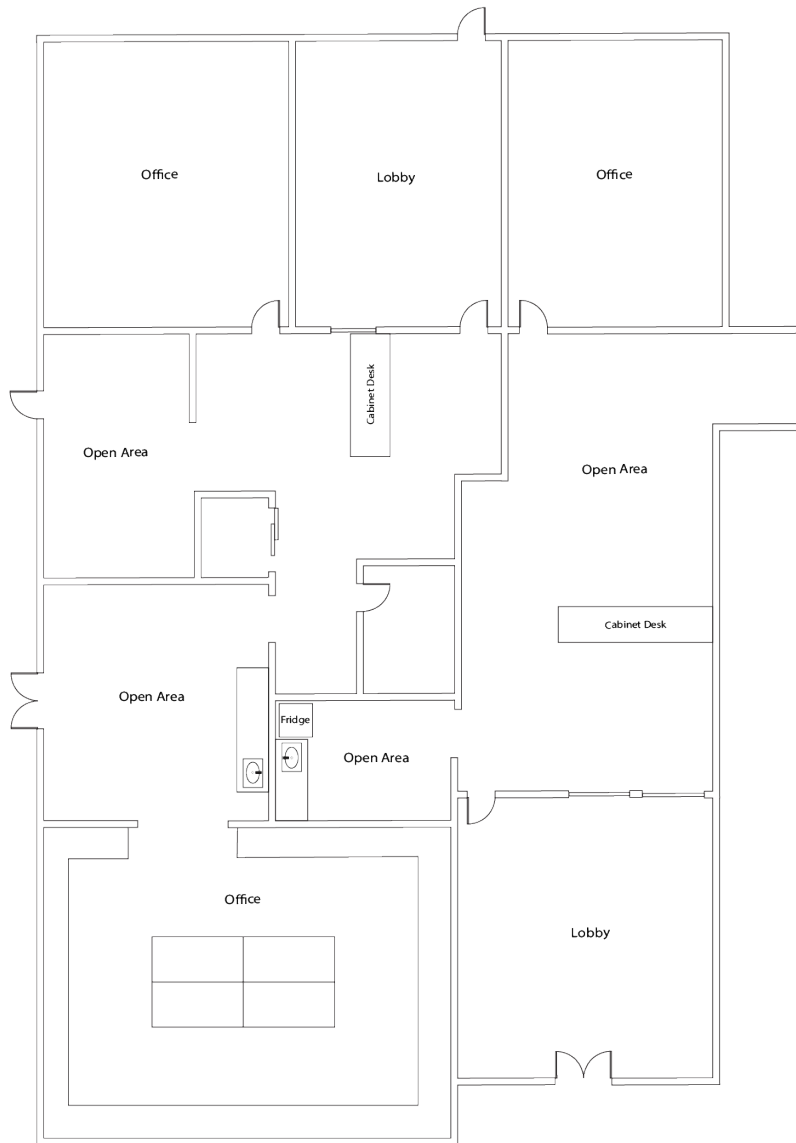 Office
Lobby
Office
Cabinet Desk
Open Area
Open Area
Cabinet Desk
Open Area
Fridge
Open Area
Office
Lobby